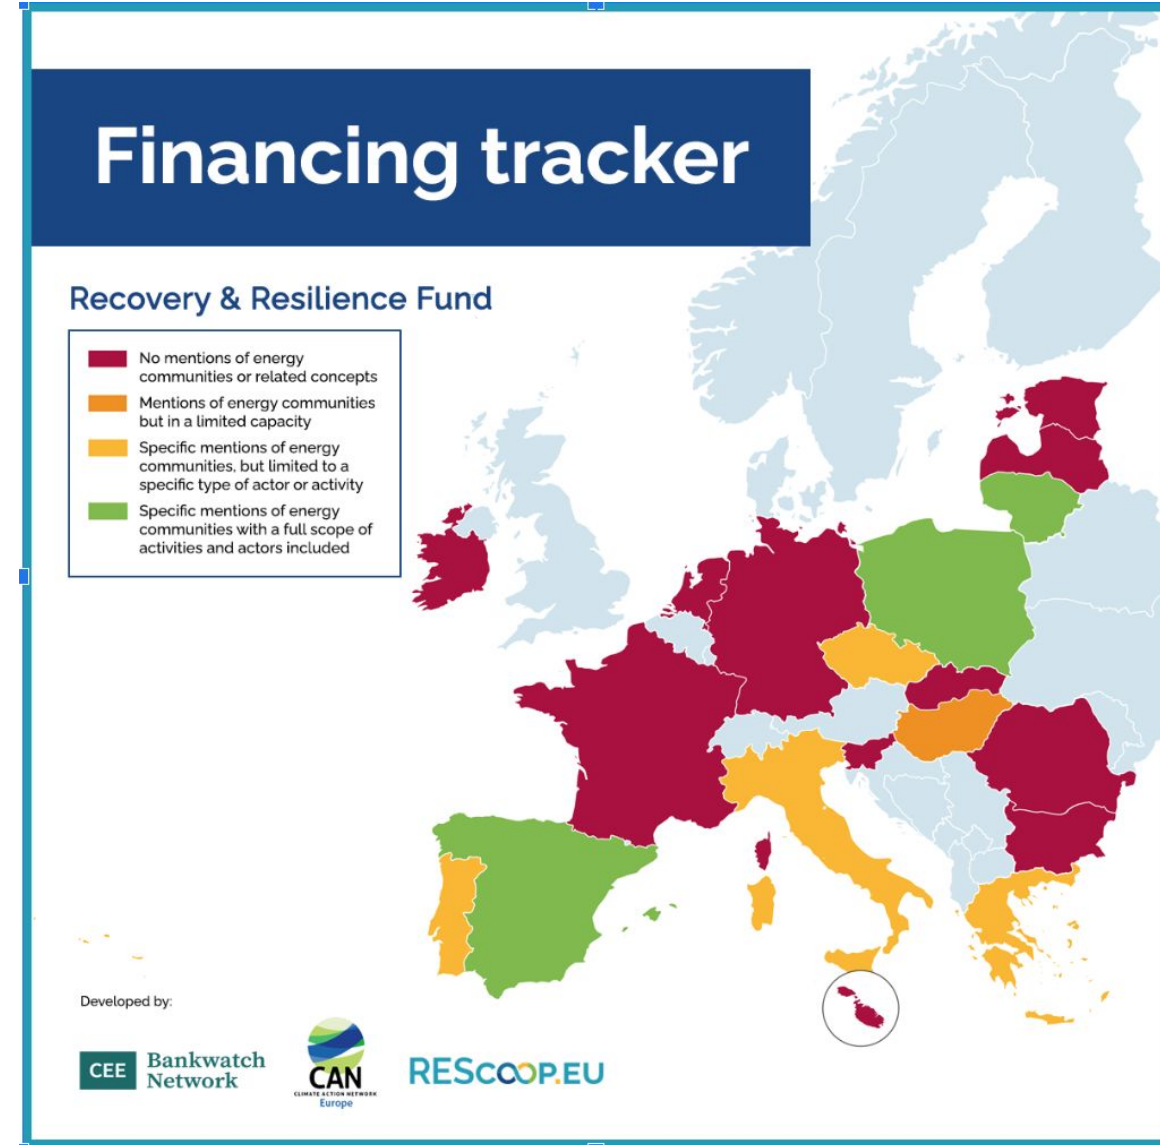 Financing tracker
Recovery & Resilience Fund
No mentions of energy
communities or related concepts
Mentions of energy communities
but in a limited capacity
Specific mentions of energy
communities, but limited to a
specific type of actor or activity
Specific mentions of energy
communities with a full scope of
activities and actors included
Developed by:
CEE
Bankwatch
Network
CAN
CLIMATE ACTION NETWORK
Europe
REScoop.eu